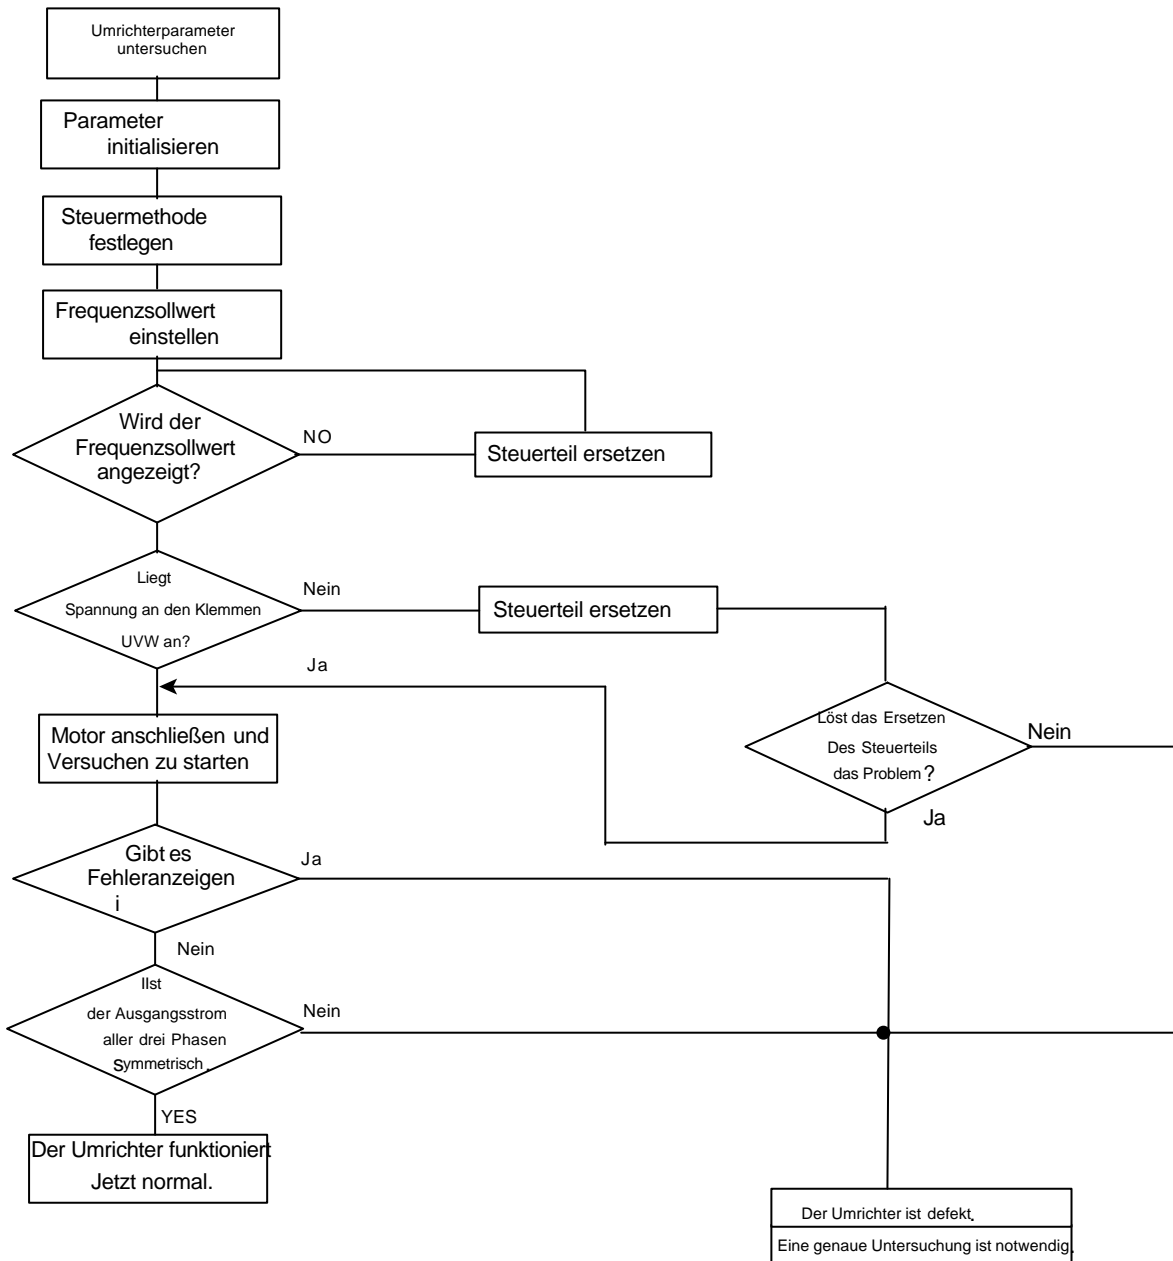 Umrichterparameter
untersuchen
Parameter
initialisieren
Steuermethode
festlegen
Frequenzsollwert
einstellen
Wird der
Frequenzsollwert
angezeigt?
NO
Steuerteil ersetzen
Liegt
Spannung an den Klemmen
UVW an?
Nein
Steuerteil ersetzen
Ja
Löst das Ersetzen
Des Steuerteils
das Problem?
Nein
Ja
Motor anschließen und
Versuchen zu starten
Gibt es
Fehleranzeigen
i
Ja
Nein
IIst
der Ausgangsstrom
aller drei Phasen
Symmetrisch.
Nein
YES
Der Umrichter funktioniert
Jetzt normal.
Der Umrichter ist defekt.
Eine genaue Untersuchung ist notwendig.